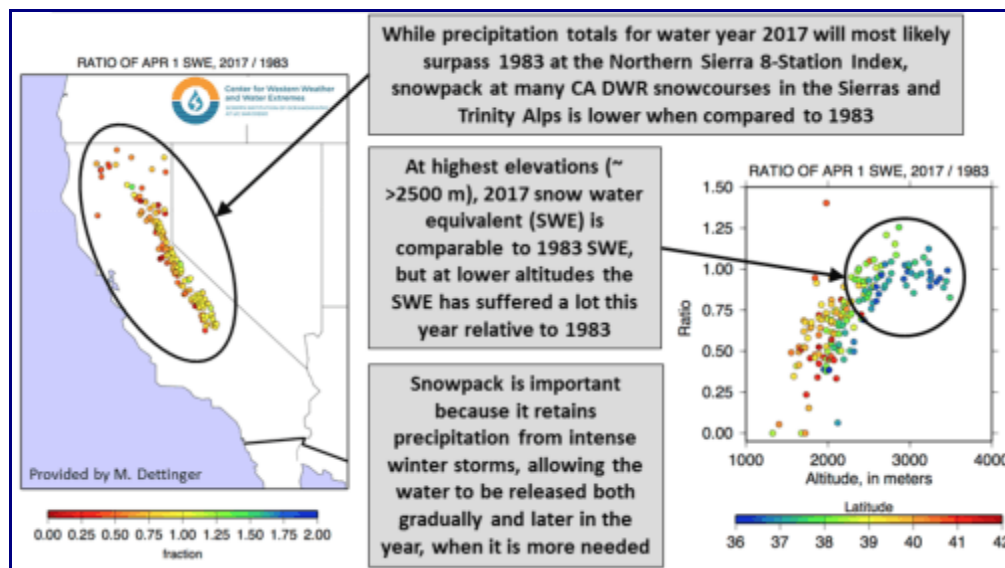 While precipitation totals for water year 2017 will most likely
surpass 1983 at the Northern Sierra 8-Station Index,
snowpack at many CA DWR snowcourses in the Sierras and
Trinity Alps is lower when compared to 1983
RATIO OF APR 1 SWE, 2017 / 1983
Center for Western Weather
and Water Extremes
At highest elevations (~
>2500 m), 2017 snow water
equivalent (SWE) is
comparable to 1983 SWE,
but at lower altitudes the
SWE has suffered a lot this
year relative to 1983
Snowpack is important
because it retains
precipitation from intense
winter storms, allowing the
water to be released both
gradually and later in the
year, when it is more needed
Provided by M. Dettinger
0.00 0.25 0.50 0.75 1.00 1.25 1.50 1.75 2.00
fraction
RATIO OF APR 1 SWE, 2017 / 1983
1.50
1.25
1.00
0.75
0.50
0.25
0.00
Ratio
1000 2000 3000 4000
Altitude, in meters
Latitude
36 37 38 39 40 41 42